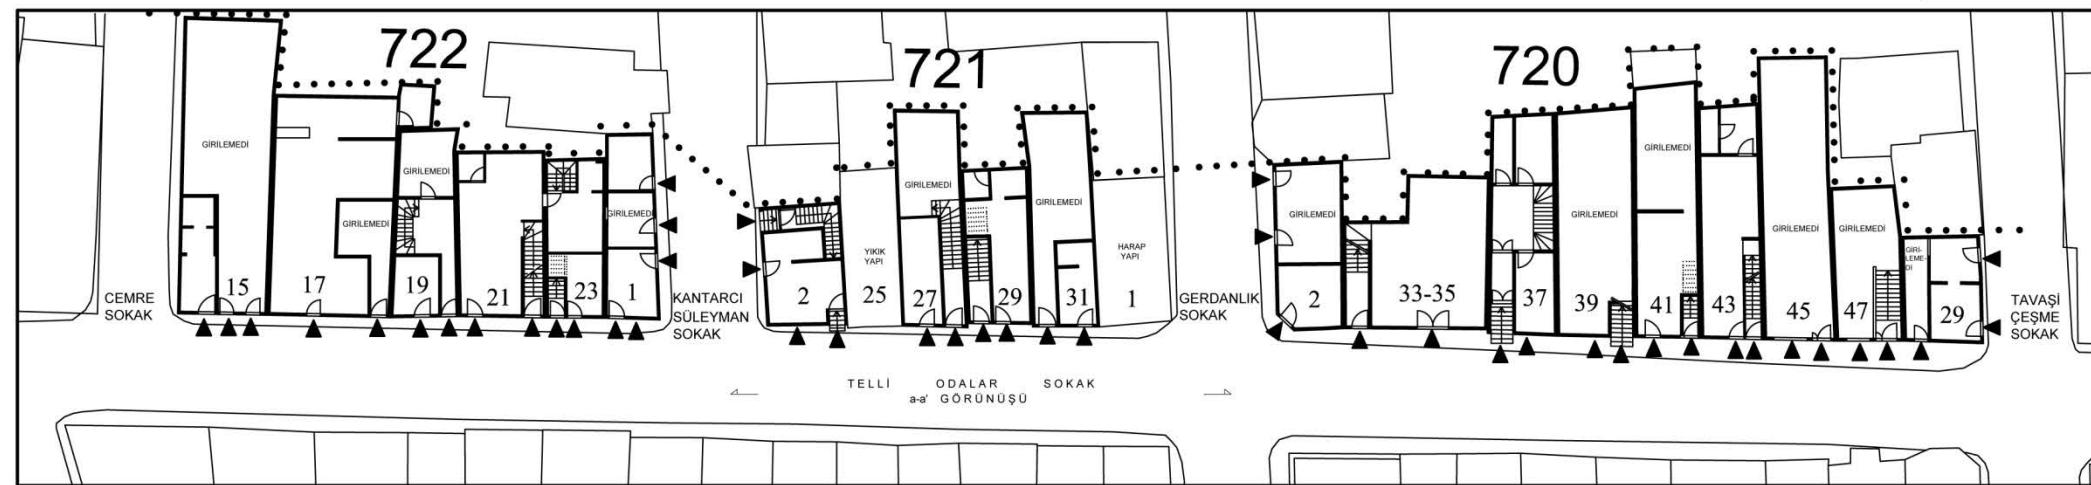 722
721
720
GİRİLEMEDİ
GİRİLEMEDİ
GİRİLEMEDİ
GİRİLEMEDİ
15
17
19
21
23
1
CEMRE
SOKAK
KANTARCI
SÜLEYMAN
SOKAK
GİRİLEMEDİ
GİRİLEMEDİ
YIKIK
YAPI
HARAP
YAPI
2
25
27
29
31
1
GERDANLIK
SOKAK
GİRİLEMEDİ
GİRİLEMEDİ
GİRİLEMEDİ
GİRİLEMEDİ
GİRİLEMEDİ
GİRİ-
LEME-
Dİ
2
33-35
37
39
41
43
45
47
29
TAVAŞİ
ÇEŞME
SOKAK
TELLİ ODALAR SOKAK
a-a' GÖRÜNÜŞÜ